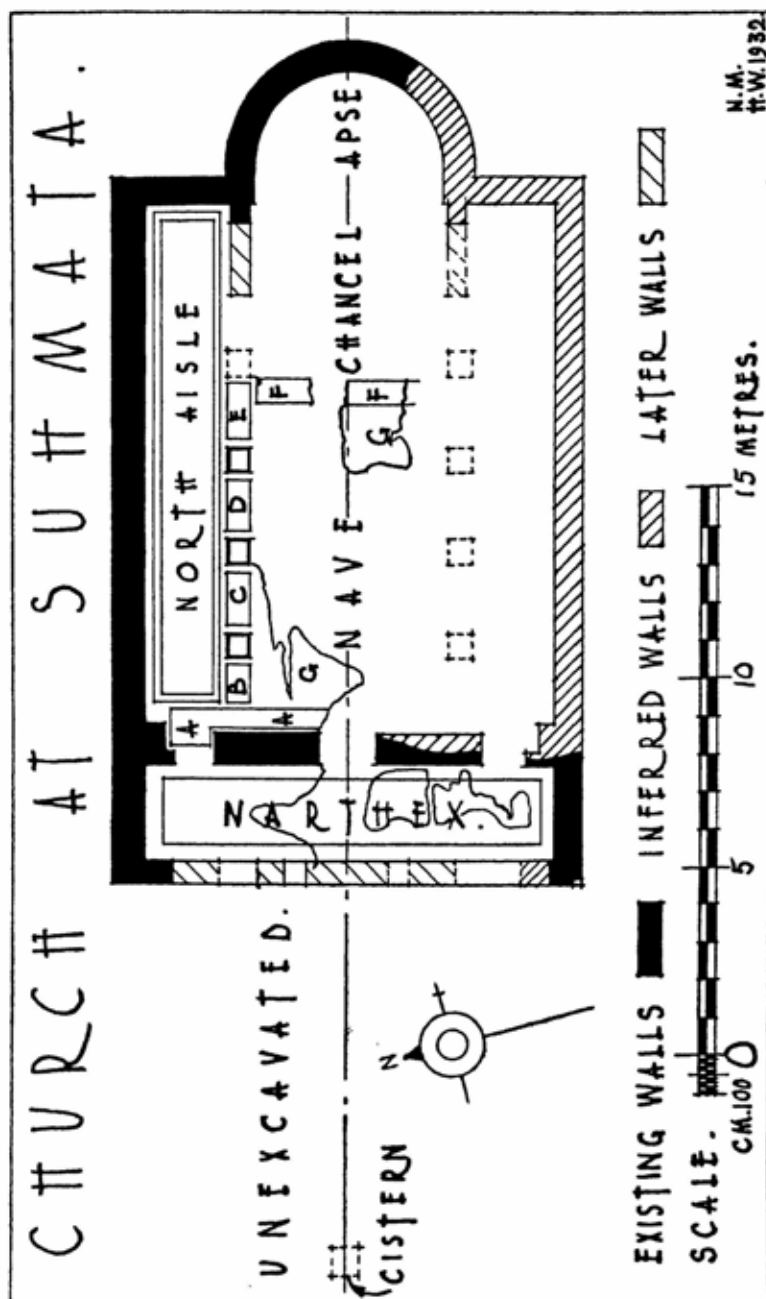 CHURCH AT SUHMATA.
NORTH AISLE
B C D E
F
A
A
G
NAVE
G
F
CHANCEL APSE
NARTHEX.
UNEXCAVATED.
CISTERN
N
EXISTING WALLS
INFERRED WALLS
LATER WALLS
SCALE.
CM.100 0 5 10 15 METRES.
N.M.
H.W.1932.